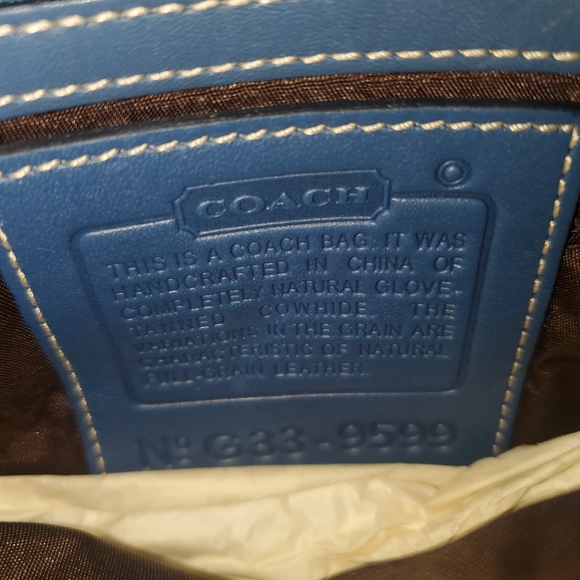 COACH
THIS IS A COACH BAG. IT WAS
HANDCRAFTED IN CHINA OF
COMPLETELY NATURAL GLOVE-
TANNED COWHIDE THE
VARIATIONS IN THE GRAIN ARE
CHARACTERISTIC OF NATURAL
FULL-GRAIN LEATHER.
Nº G33-9599